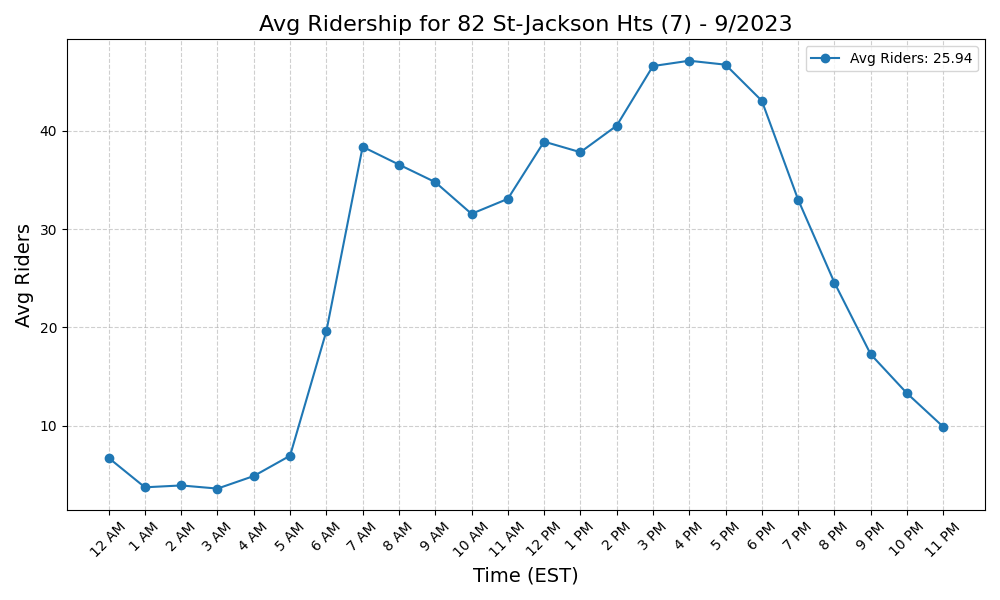 Avg Ridership for 82 St-Jackson Hts (7) - 9/2023
Avg Riders: 25.94
Avg Riders
40
30
20
10
12 AM
1 AM
2 AM
3 AM
4 AM
5 AM
6 AM
7 AM
8 AM
9 AM
10 AM
11 AM
12 PM
1 PM
2 PM
3 PM
4 PM
5 PM
6 PM
7 PM
8 PM
9 PM
10 PM
11 PM
Time (EST)